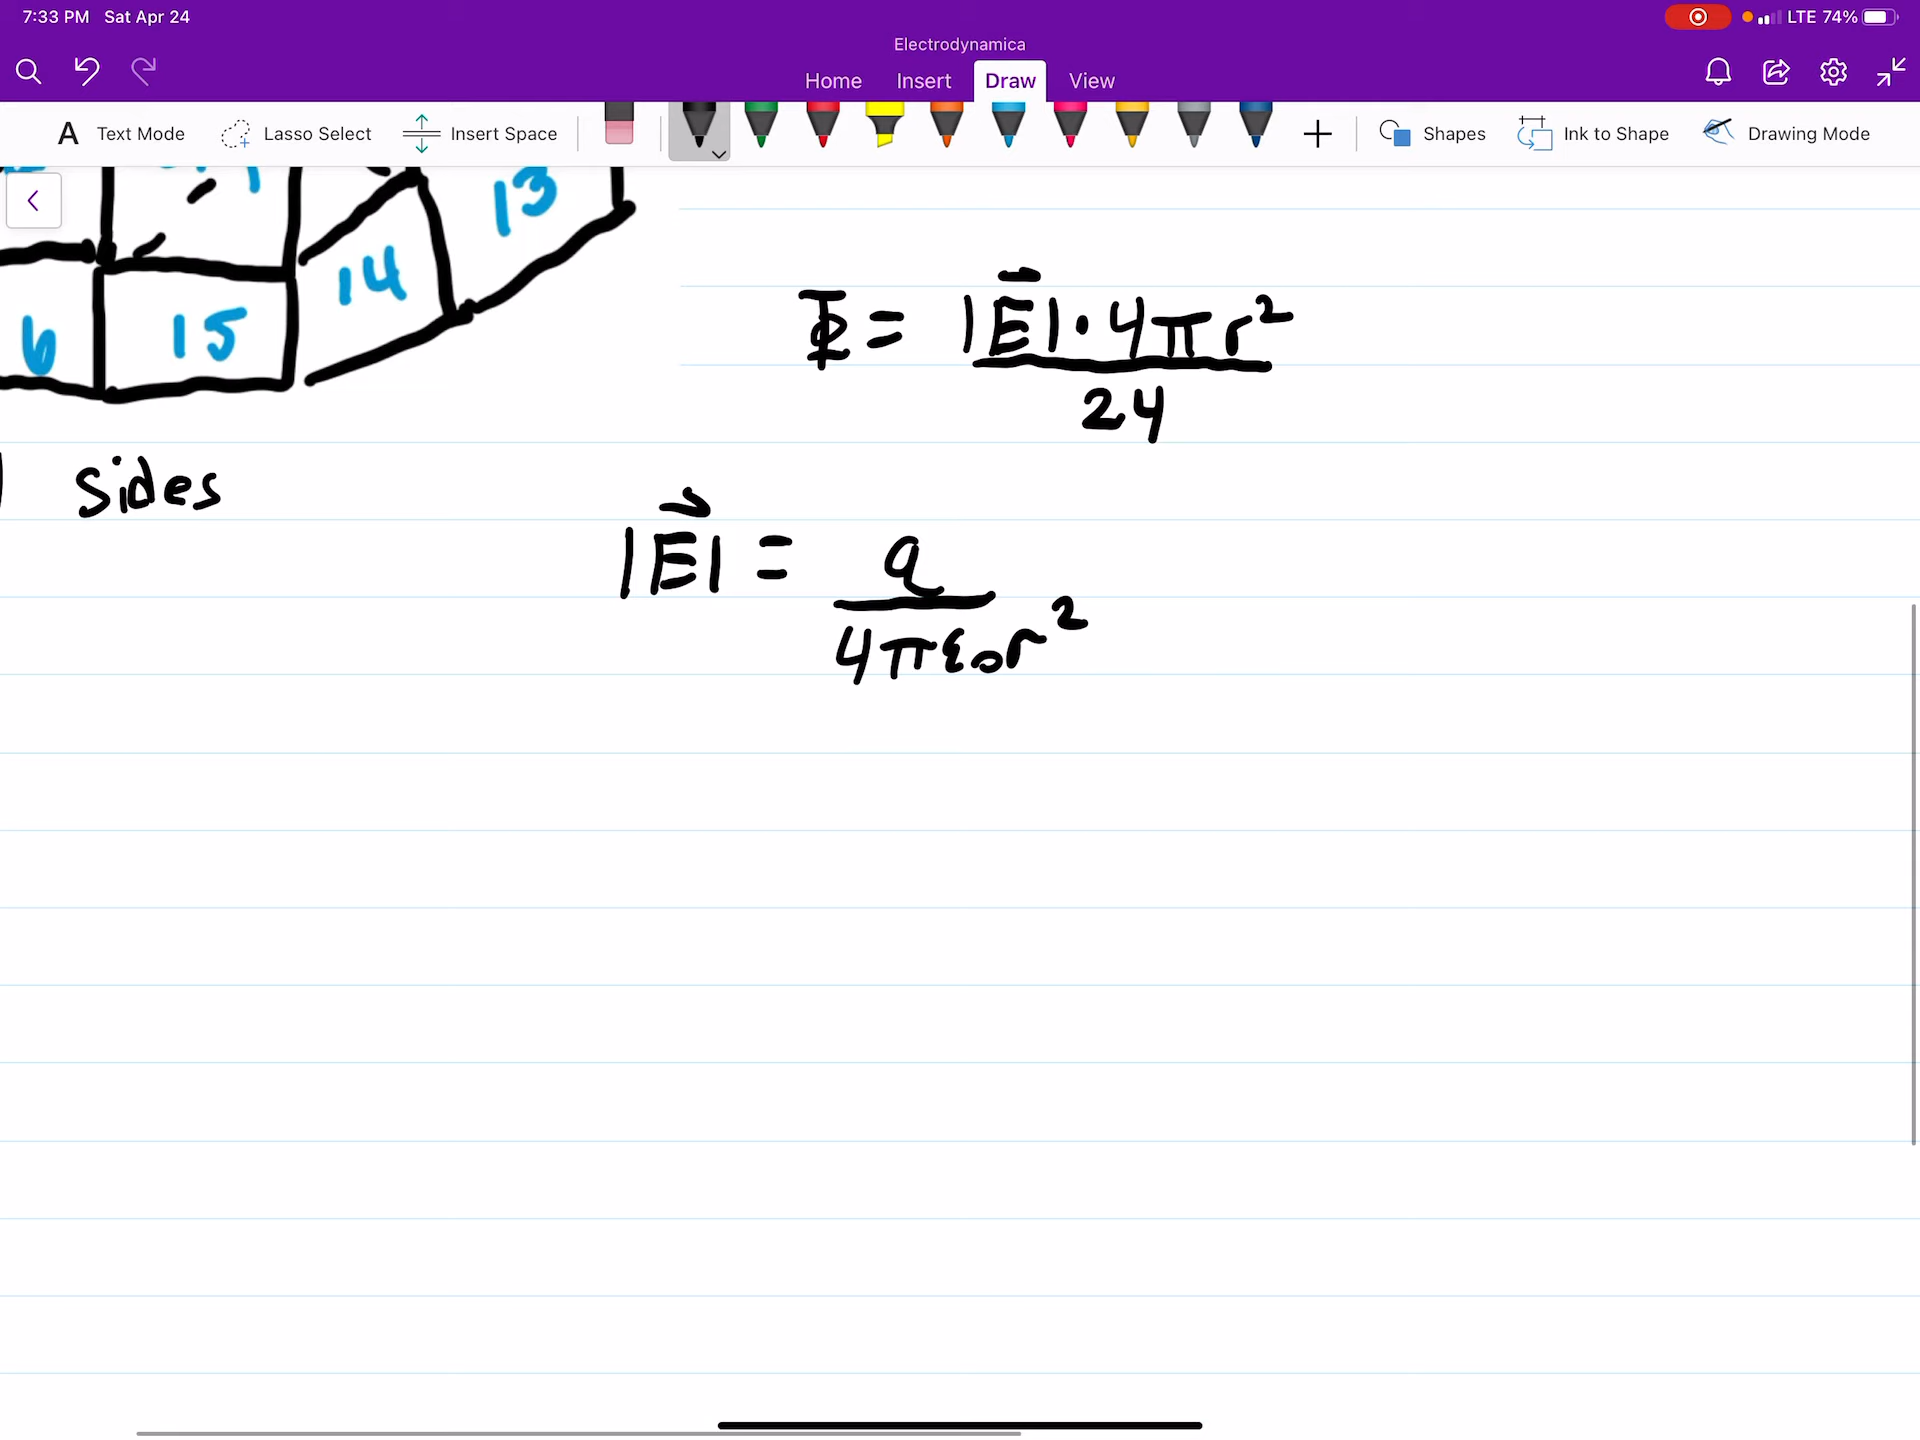 7:33 PM Sat Apr 24
LTE 74%
Electrodynamica
Home Insert Draw View
A Text Mode Lasso Select Insert Space Shapes Ink to Shape Drawing Mode
13
14
6 15
Φ = |E⃗|·4πr²
24
sides
|E⃗| = q
4πε₀r²